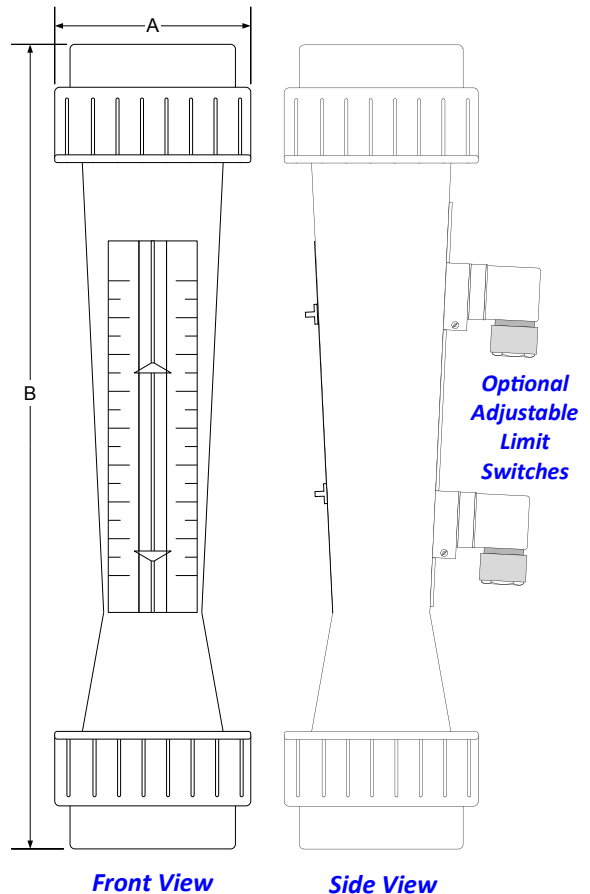 A
B
Optional
Adjustable
Limit
Switches
Front View
Side View